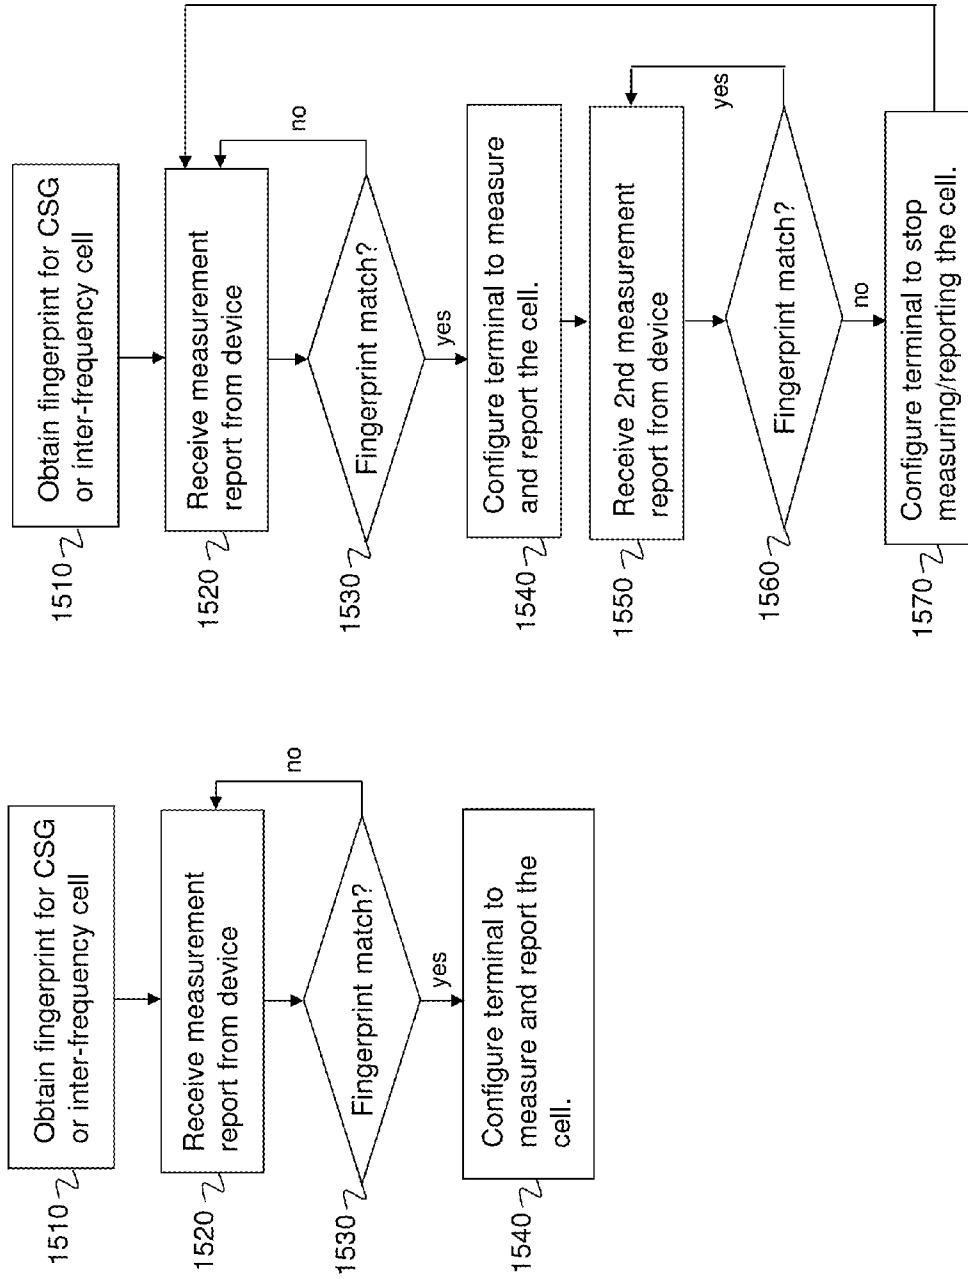 1510
Obtain fingerprint for CSG
or inter-frequency cell
1520
Receive measurement
report from device
1530
Fingerprint match?
no
yes
1540
Configure terminal to
measure and report the
cell.
1510
Obtain fingerprint for CSG
or inter-frequency cell
1520
Receive measurement
report from device
1530
Fingerprint match?
no
yes
1540
Configure terminal to measure
and report the cell.
1550
Receive 2nd measurement
report from device
1560
Fingerprint match?
yes
no
1570
Configure terminal to stop
measuring/reporting the cell.